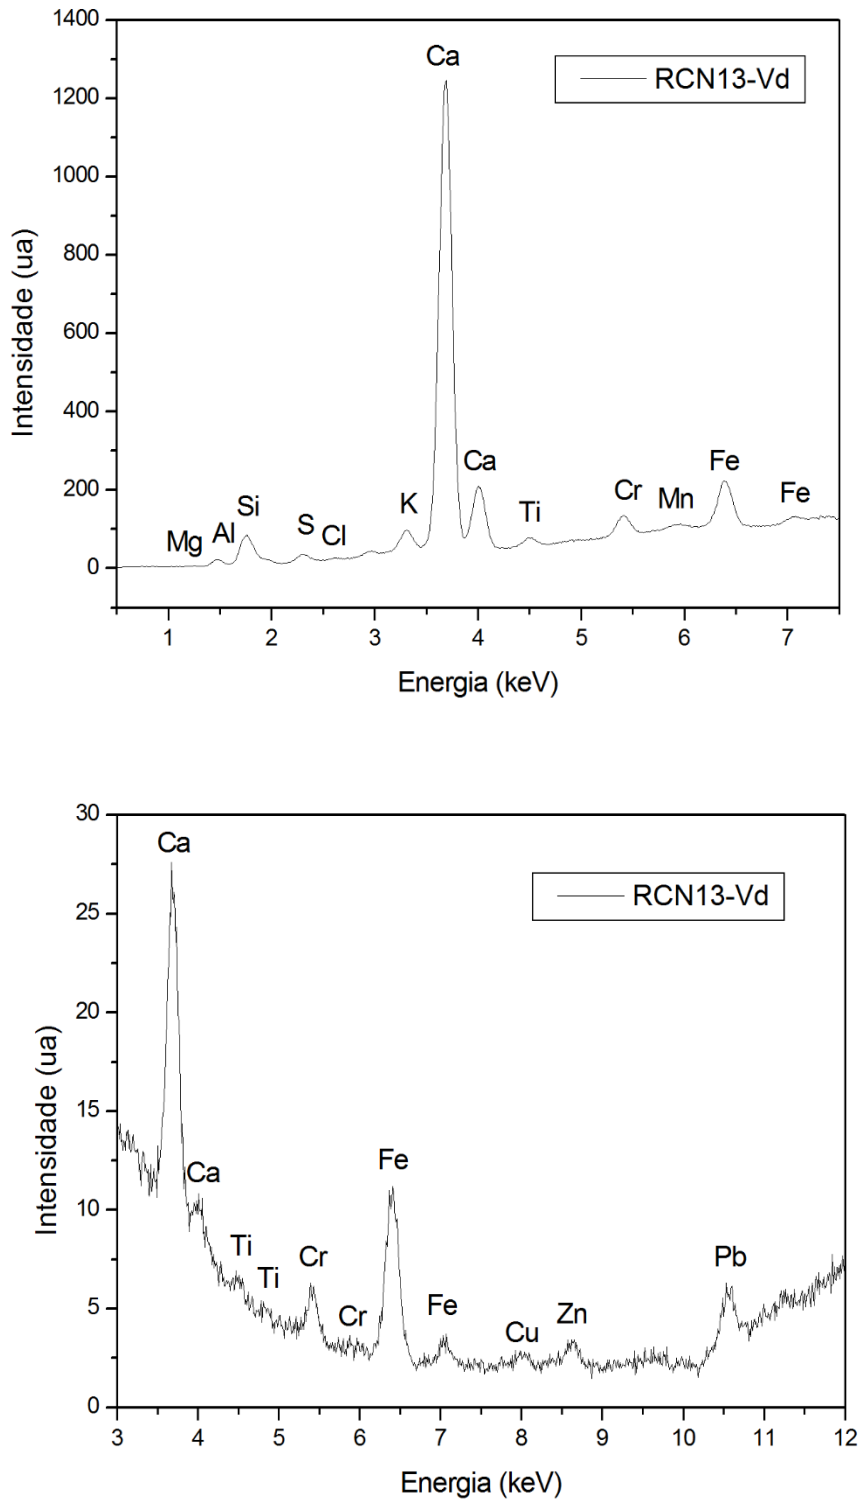 1400
1200
1000
800
600
400
200
0
Intensidade (ua)
RCN13-Vd
Ca
Ca
Mg
Al
Si
S
Cl
K
Ti
Cr
Mn
Fe
Fe
1 2 3 4 5 6 7
Energia (keV)
30
25
20
15
10
5
0
Intensidade (ua)
RCN13-Vd
Ca
Ca
Ti
Ti
Cr
Cr
Fe
Fe
Cu
Zn
Pb
3 4 5 6 7 8 9 10 11 12
Energia (keV)